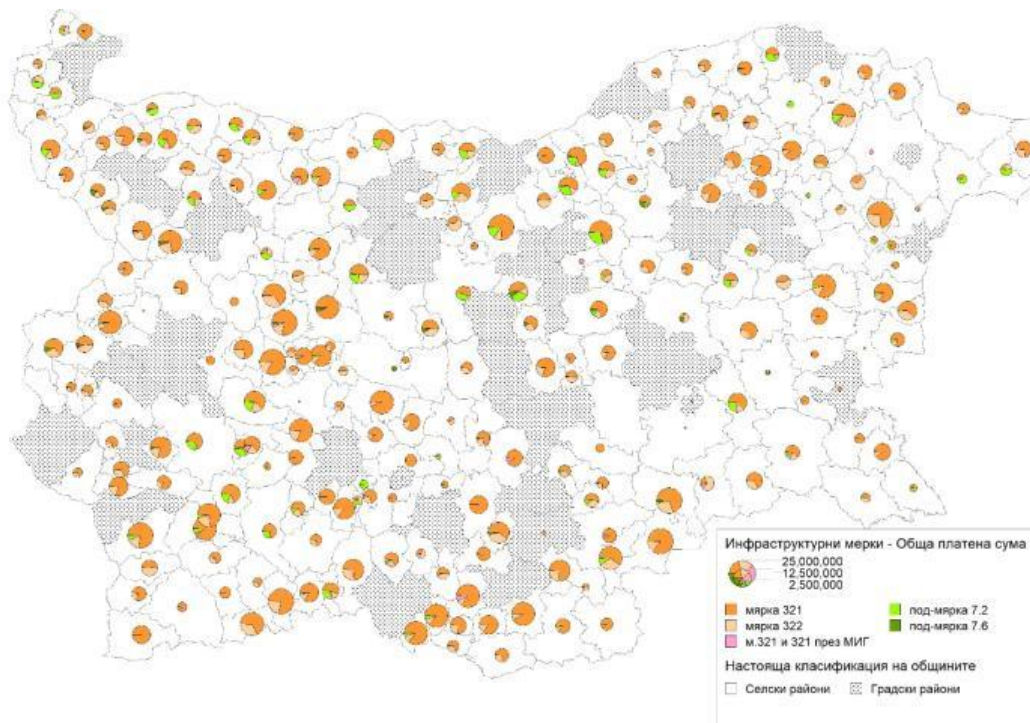 Инфраструктурни мерки - Обща платена сума
25,000,000
12,500,000
2,500,000
мярка 321
под-мярка 7.2
мярка 322
под-мярка 7.6
м.321 и 321 през МИГ
Настояща класификация на общините
Селски райони
Градски райони